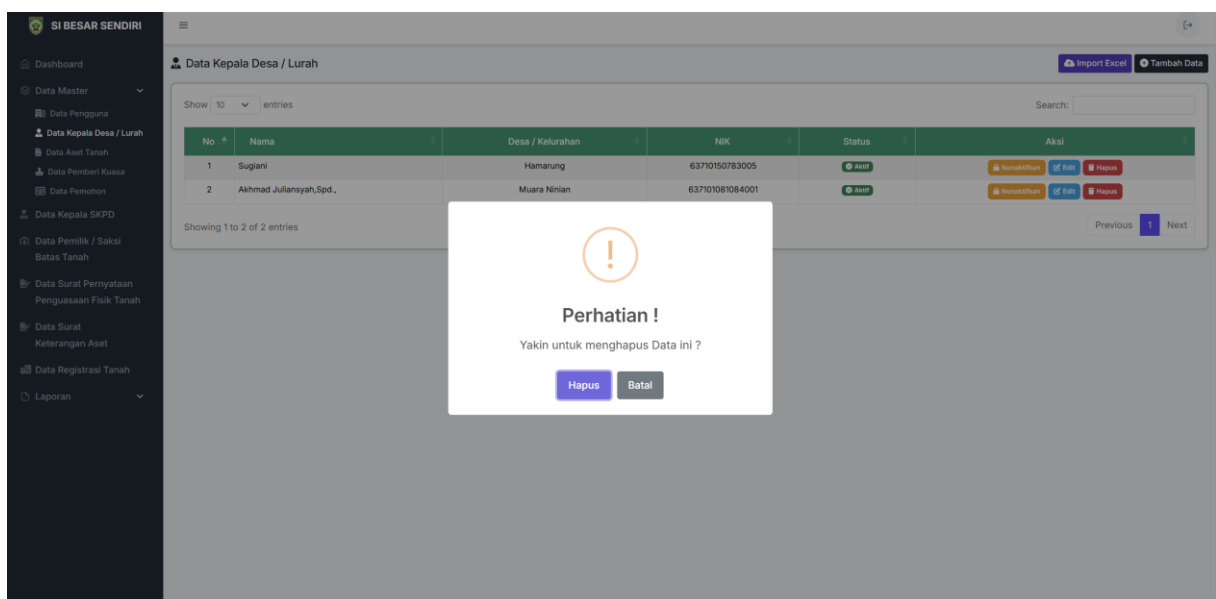 SI BESAR SENDIRI
Dashboard
Data Master
Data Pengguna
Data Kepala Desa / Lurah
Data Aset Tanah
Data Pemberi Kuasa
Data Pemohon
Data Kepala SKPD
Data Pemilik / Saksi
Batas Tanah
Data Surat Pernyataan
Penguasaan Fisik Tanah
Data Surat
Keterangan Aset
Data Registrasi Tanah
Laporan
Data Kepala Desa / Lurah
Import Excel Tambah Data
Show 10 entries Search:
No Nama Desa / Kelurahan NIK Status Aksi
1 Sugiani Hamarung 63710150783005 Aktif Nonaktifkan Edit Hapus
2 Akhmad Juliansyah,Spd., Muara Ninian 637101081084001 Aktif Nonaktifkan Edit Hapus
Showing 1 to 2 of 2 entries Previous 1 Next
!
Perhatian !
Yakin untuk menghapus Data ini ?
Hapus Batal